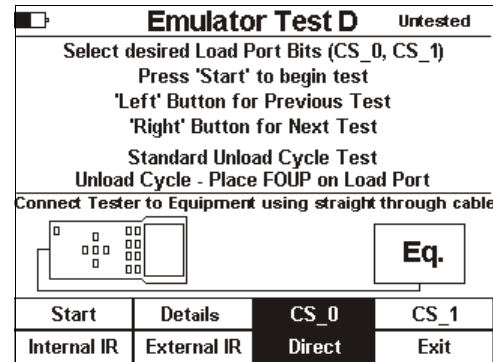 Emulator Test D Untested
Select desired Load Port Bits (CS_0, CS_1)
Press 'Start' to begin test
'Left' Button for Previous Test
'Right' Button for Next Test
Standard Unload Cycle Test
Unload Cycle - Place FOUP on Load Port
Connect Tester to Equipment using straight through cable
Eq.
Start Details CS_0 CS_1
Internal IR External IR Direct Exit